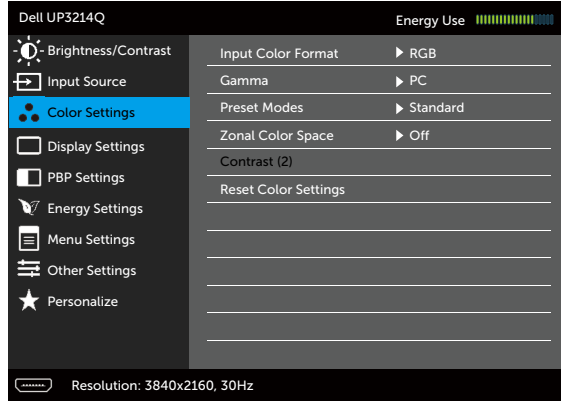 Dell UP3214Q
Energy Use
Brightness/Contrast
Input Source
Color Settings
Display Settings
PBP Settings
Energy Settings
Menu Settings
Other Settings
Personalize
Input Color Format RGB
Gamma PC
Preset Modes Standard
Zonal Color Space Off
Contrast (2)
Reset Color Settings
Resolution: 3840x2160, 30Hz